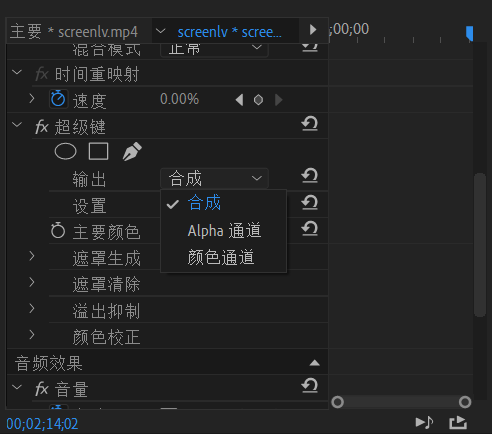 主要 * screenlv.mp4 screenlv * scree... ;00;00
混合模式 正常
fx 时间重映射
速度 0.00%
fx 超级键
输出 合成
设置 合成
主要颜色 Alpha 通道
遮罩生成 颜色通道
遮罩清除
溢出抑制
颜色校正
音频效果
fx 音量
00;02;14;02